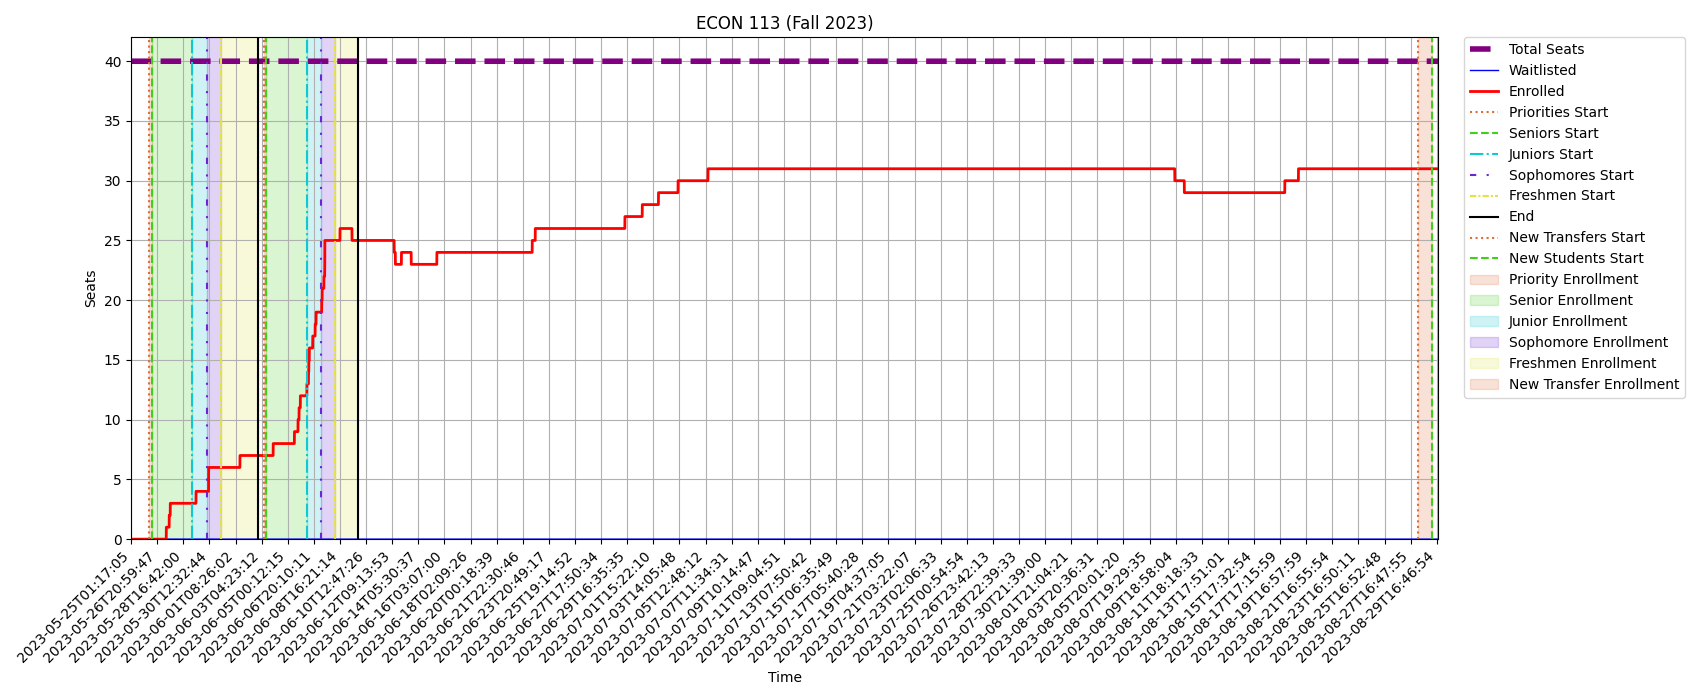 ECON 113 (Fall 2023)
Seats
40
35
30
25
20
15
10
5
0
2023-05-25T01:17:05
2023-05-26T20:59:47
2023-05-28T16:42:00
2023-05-30T12:32:44
2023-06-01T08:26:02
2023-06-03T04:23:12
2023-06-05T00:12:15
2023-06-06T20:10:11
2023-06-08T16:21:14
2023-06-10T12:47:26
2023-06-12T09:13:53
2023-06-14T05:30:37
2023-06-16T03:07:00
2023-06-18T02:09:26
2023-06-20T00:18:39
2023-06-21T22:30:46
2023-06-23T20:49:17
2023-06-25T19:14:52
2023-06-27T17:50:34
2023-06-29T16:35:35
2023-07-01T15:22:10
2023-07-03T14:05:48
2023-07-05T12:48:12
2023-07-07T11:34:31
2023-07-09T10:14:47
2023-07-11T09:04:51
2023-07-13T07:50:42
2023-07-15T06:35:49
2023-07-17T05:40:28
2023-07-19T04:37:05
2023-07-21T03:22:07
2023-07-23T02:06:33
2023-07-25T00:54:54
2023-07-26T23:42:13
2023-07-28T22:39:33
2023-07-30T21:39:00
2023-08-01T21:04:21
2023-08-03T20:36:31
2023-08-05T20:01:20
2023-08-07T19:29:35
2023-08-09T18:58:04
2023-08-11T18:18:33
2023-08-13T17:51:01
2023-08-15T17:32:54
2023-08-17T17:15:59
2023-08-19T16:57:59
2023-08-21T16:55:54
2023-08-23T16:50:11
2023-08-25T16:52:48
2023-08-27T16:47:55
2023-08-29T16:46:54
Time
Total Seats
Waitlisted
Enrolled
Priorities Start
Seniors Start
Juniors Start
Sophomores Start
Freshmen Start
End
New Transfers Start
New Students Start
Priority Enrollment
Senior Enrollment
Junior Enrollment
Sophomore Enrollment
Freshmen Enrollment
New Transfer Enrollment